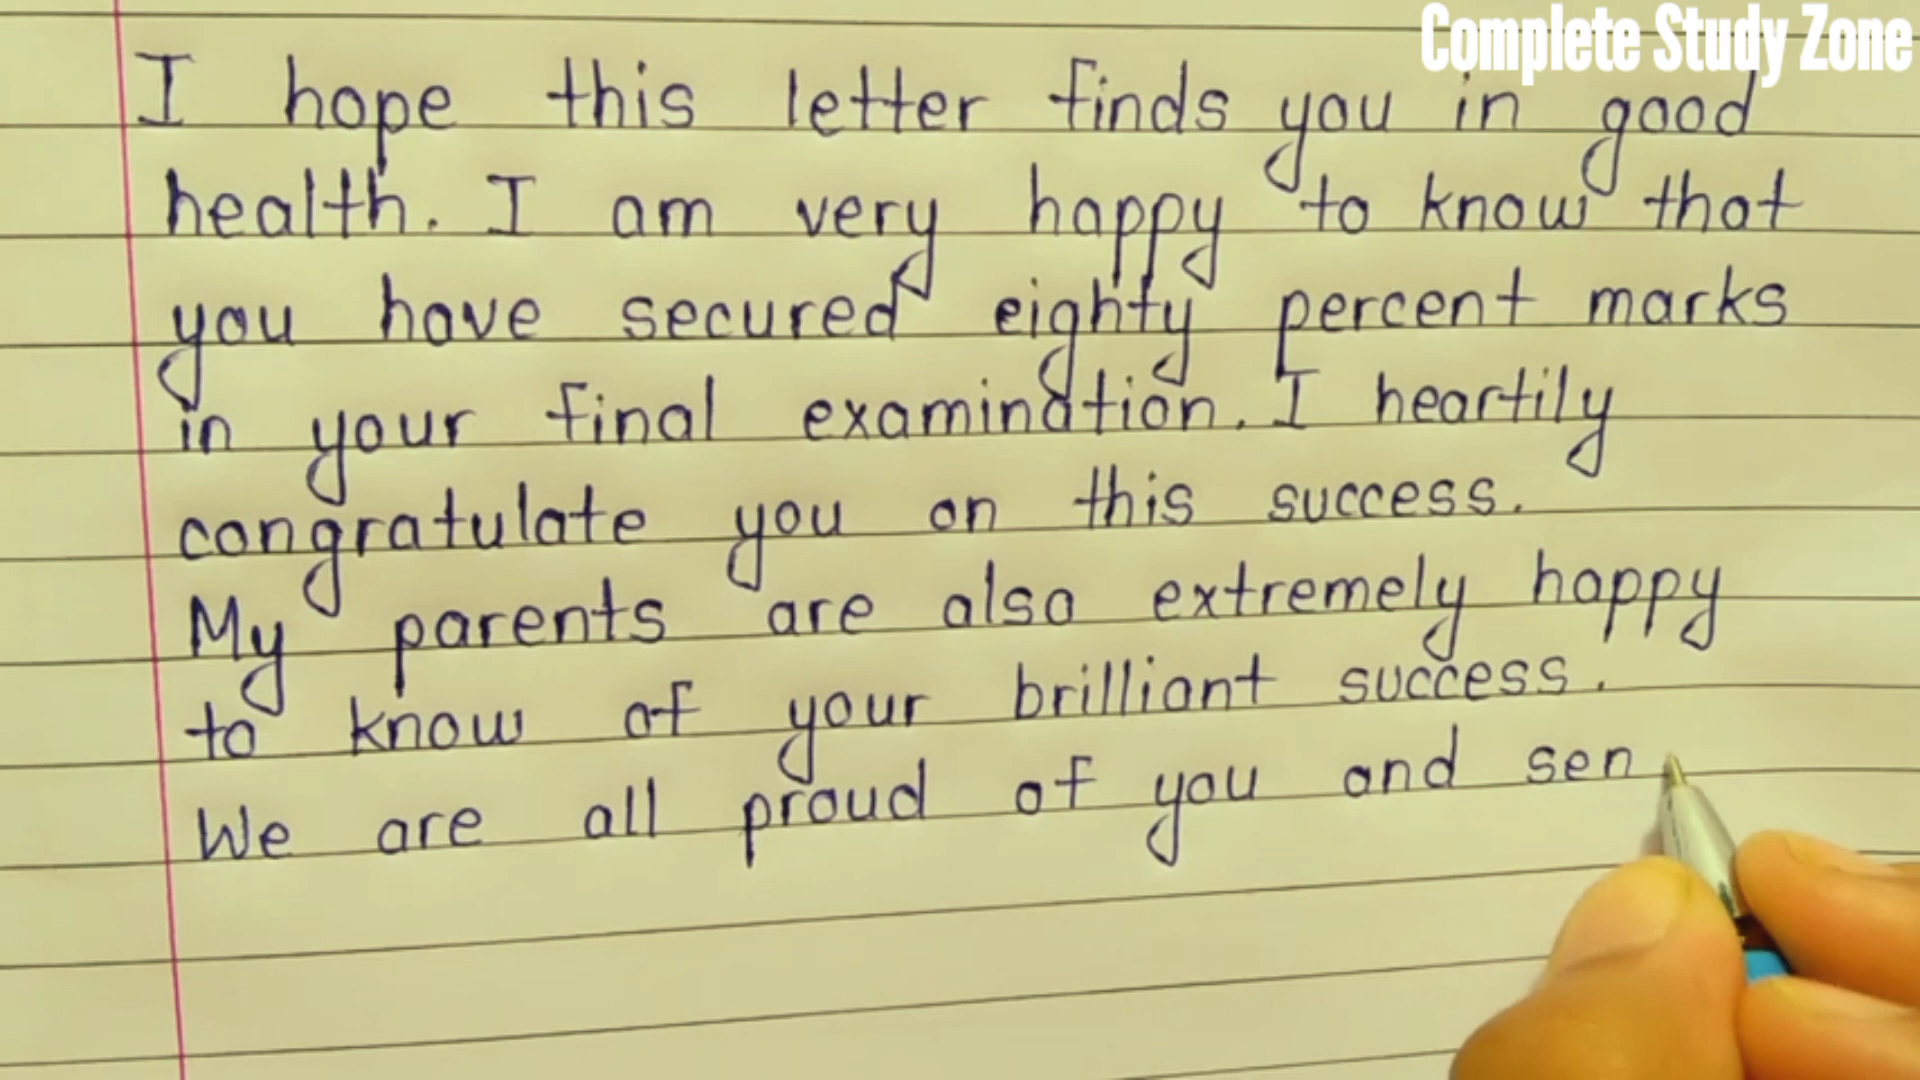 Complete Study Zone
I hope this letter finds you in good
health. I am very happy to know that
you have secured eighty percent marks
in your final examination. I heartily
congratulate you on this success.
My parents are also extremely happy
to know of your brilliant success.
We are all proud of you and sen